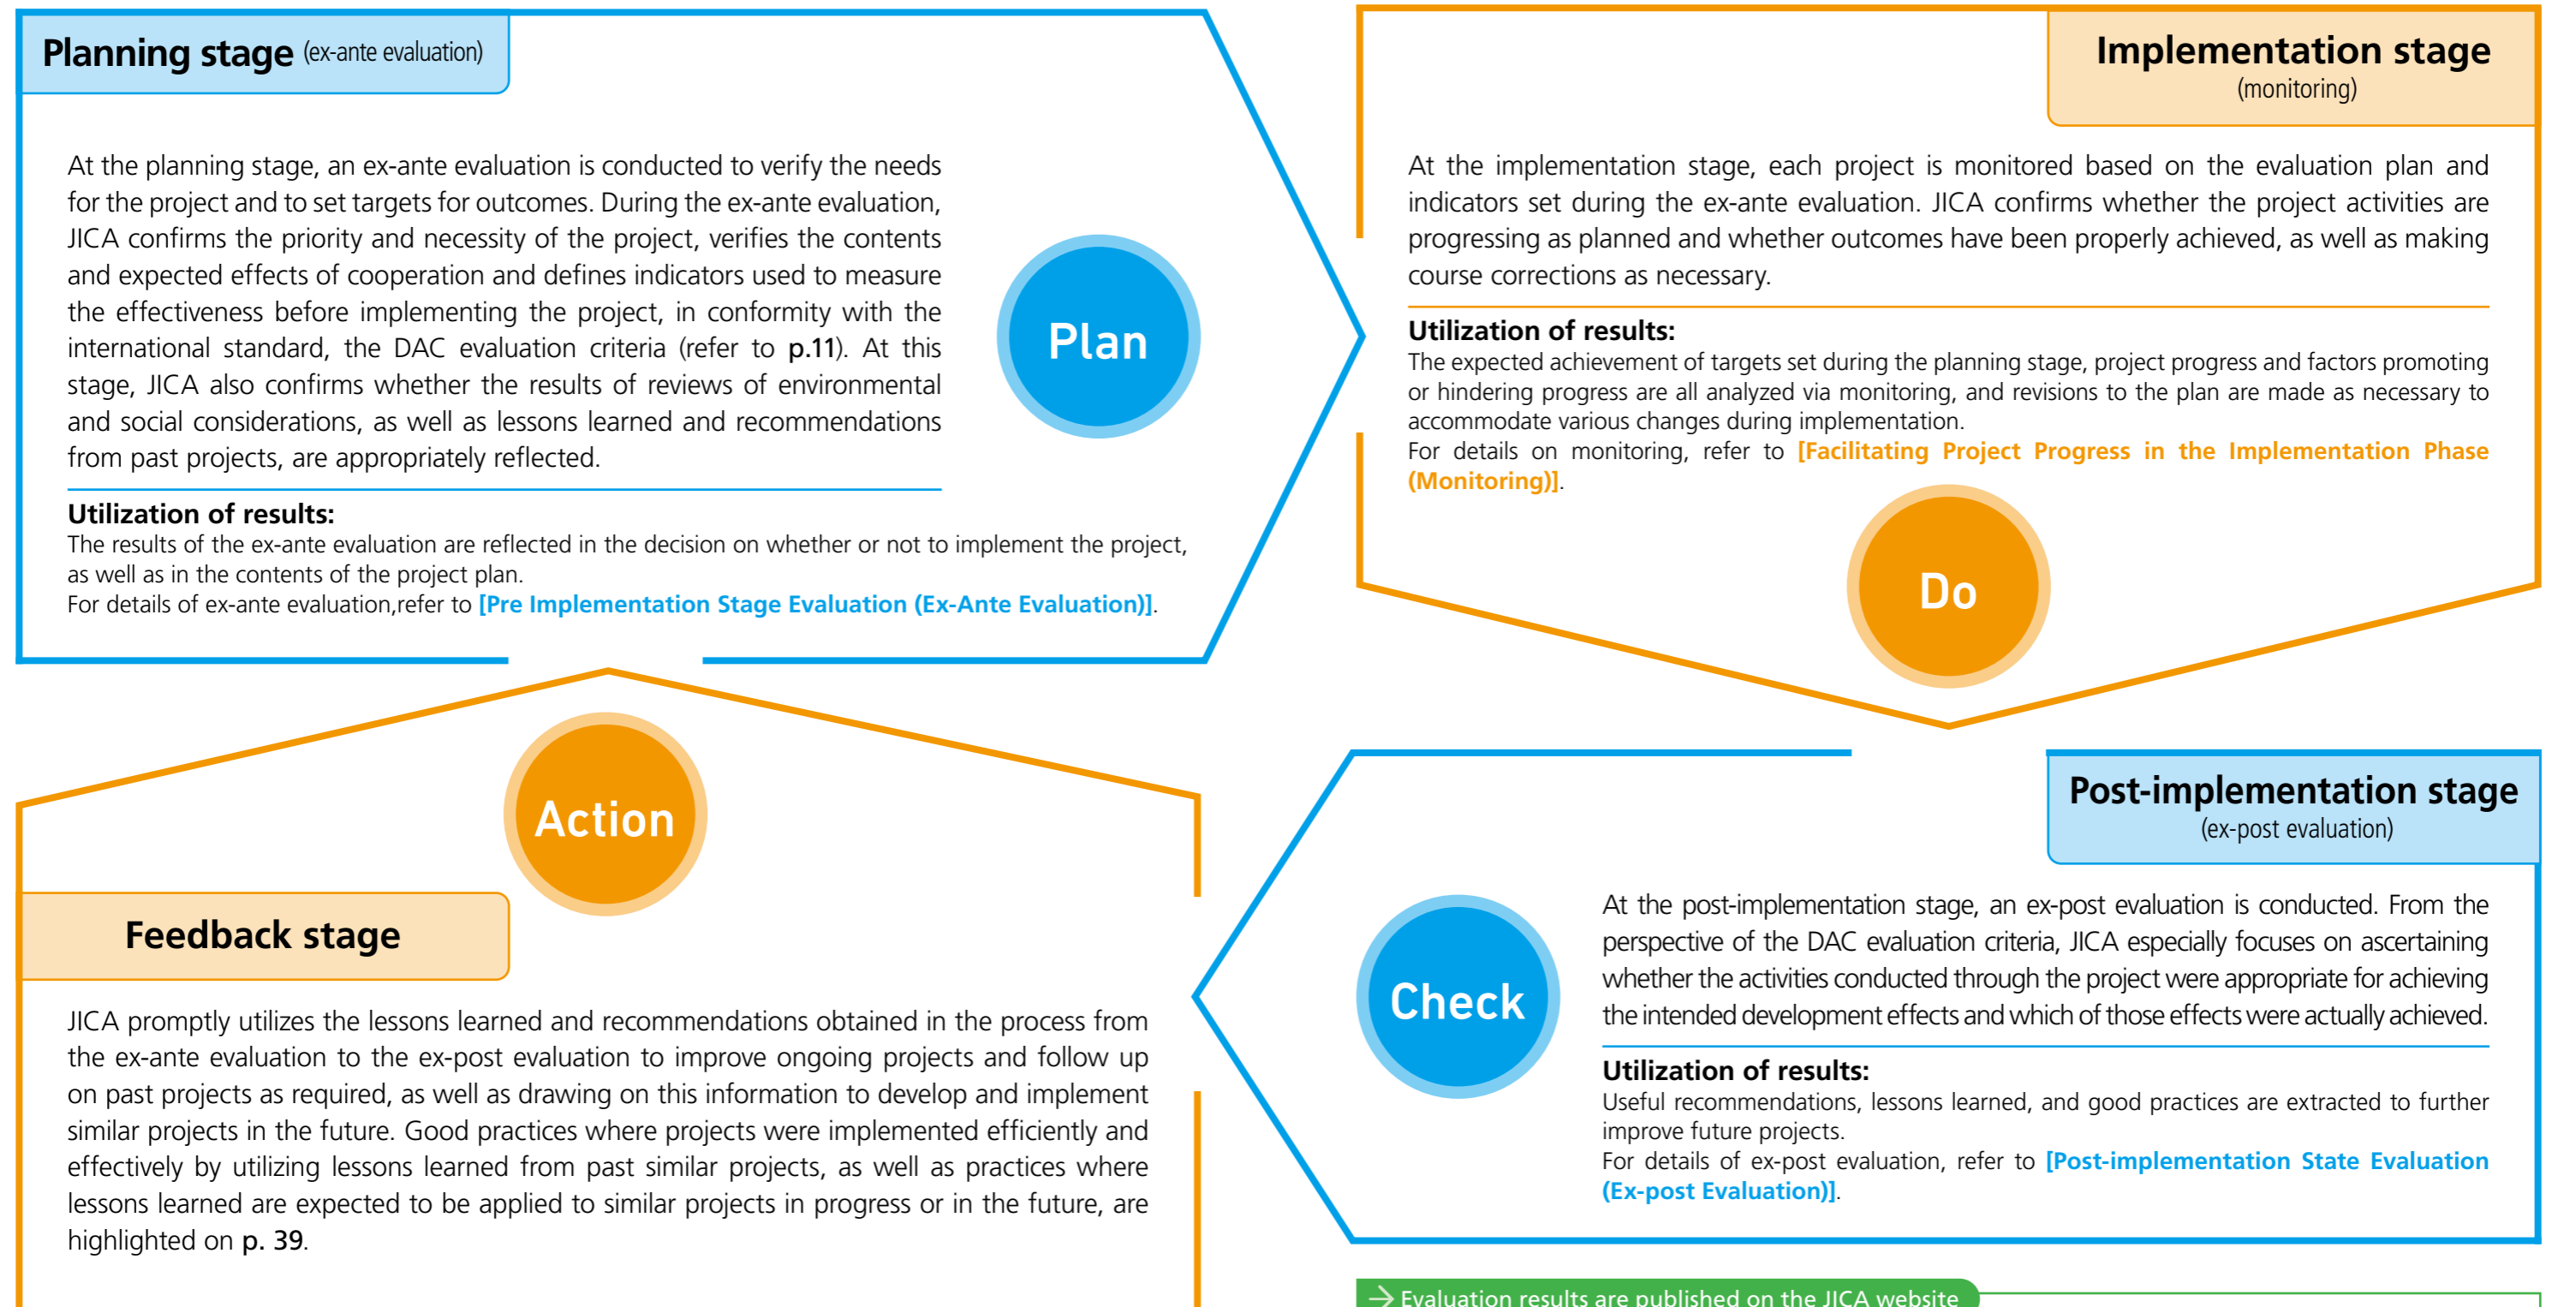 Planning stage (ex-ante evaluation)
At the planning stage, an ex-ante evaluation is conducted to verify the needs
for the project and to set targets for outcomes. During the ex-ante evaluation,
JICA confirms the priority and necessity of the project, verifies the contents
and expected effects of cooperation and defines indicators used to measure
the effectiveness before implementing the project, in conformity with the
international standard, the DAC evaluation criteria (refer to p.11). At this
stage, JICA also confirms whether the results of reviews of environmental
and social considerations, as well as lessons learned and recommendations
from past projects, are appropriately reflected.
Utilization of results:
The results of the ex-ante evaluation are reflected in the decision on whether or not to implement the project,
as well as in the contents of the project plan.
For details of ex-ante evaluation,refer to [Pre Implementation Stage Evaluation (Ex-Ante Evaluation)].
Plan
Implementation stage
(monitoring)
At the implementation stage, each project is monitored based on the evaluation plan and
indicators set during the ex-ante evaluation. JICA confirms whether the project activities are
progressing as planned and whether outcomes have been properly achieved, as well as making
course corrections as necessary.
Utilization of results:
The expected achievement of targets set during the planning stage, project progress and factors promoting
or hindering progress are all analyzed via monitoring, and revisions to the plan are made as necessary to
accommodate various changes during implementation.
For details on monitoring, refer to [Facilitating Project Progress in the Implementation Phase
(Monitoring)].
Do
Post-implementation stage
(ex-post evaluation)
At the post-implementation stage, an ex-post evaluation is conducted. From the
perspective of the DAC evaluation criteria, JICA especially focuses on ascertaining
whether the activities conducted through the project were appropriate for achieving
the intended development effects and which of those effects were actually achieved.
Utilization of results:
Useful recommendations, lessons learned, and good practices are extracted to further
improve future projects.
For details of ex-post evaluation, refer to [Post-implementation State Evaluation
(Ex-post Evaluation)].
Check
Action
Feedback stage
JICA promptly utilizes the lessons learned and recommendations obtained in the process from
the ex-ante evaluation to the ex-post evaluation to improve ongoing projects and follow up
on past projects as required, as well as drawing on this information to develop and implement
similar projects in the future. Good practices where projects were implemented efficiently and
effectively by utilizing lessons learned from past similar projects, as well as practices where
lessons learned are expected to be applied to similar projects in progress or in the future, are
highlighted on p. 39.
→ Evaluation results are published on the JICA website